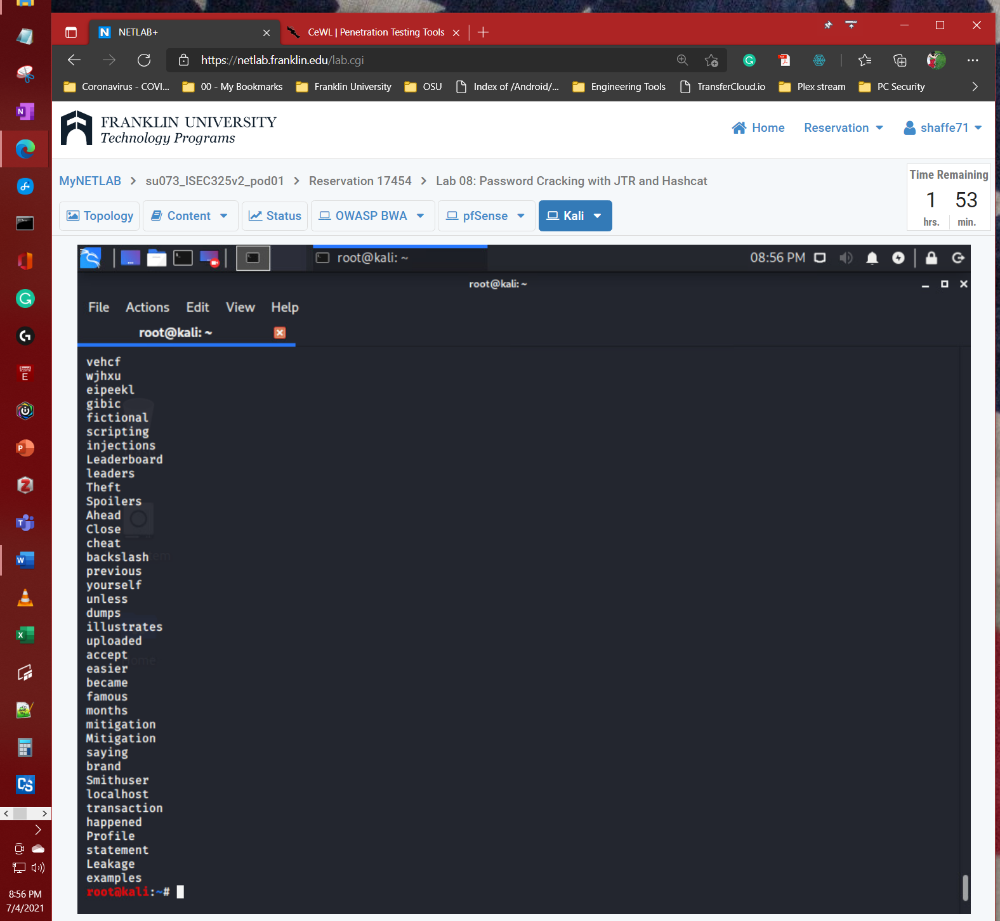 NETLAB+
CeWL | Penetration Testing Tools
https://netlab.franklin.edu/lab.cgi
Coronavirus - COVI...
00 - My Bookmarks
Franklin University
OSU
Index of /Android/...
Engineering Tools
TransferCloud.io
Plex stream
PC Security
FRANKLIN UNIVERSITY
Technology Programs
Home
Reservation
shaffe71
MyNETLAB > su073_ISEC325v2_pod01 > Reservation 17454 > Lab 08: Password Cracking with JTR and Hashcat
Time Remaining
1 53
hrs. min.
Topology
Content
Status
OWASP BWA
pfSense
Kali
root@kali: ~
08:56 PM
root@kali: ~
File Actions Edit View Help
root@kali: ~
vehcf
wjhxu
eipeekl
gibic
fictional
scripting
injections
Leaderboard
leaders
Theft
Spoilers
Ahead
Close
cheat
backslash
previous
yourself
unless
dumps
illustrates
uploaded
accept
easier
became
famous
months
mitigation
Mitigation
saying
brand
Smithuser
localhost
transaction
happened
Profile
statement
Leakage
examples
root@kali:~#
8:56 PM
7/4/2021